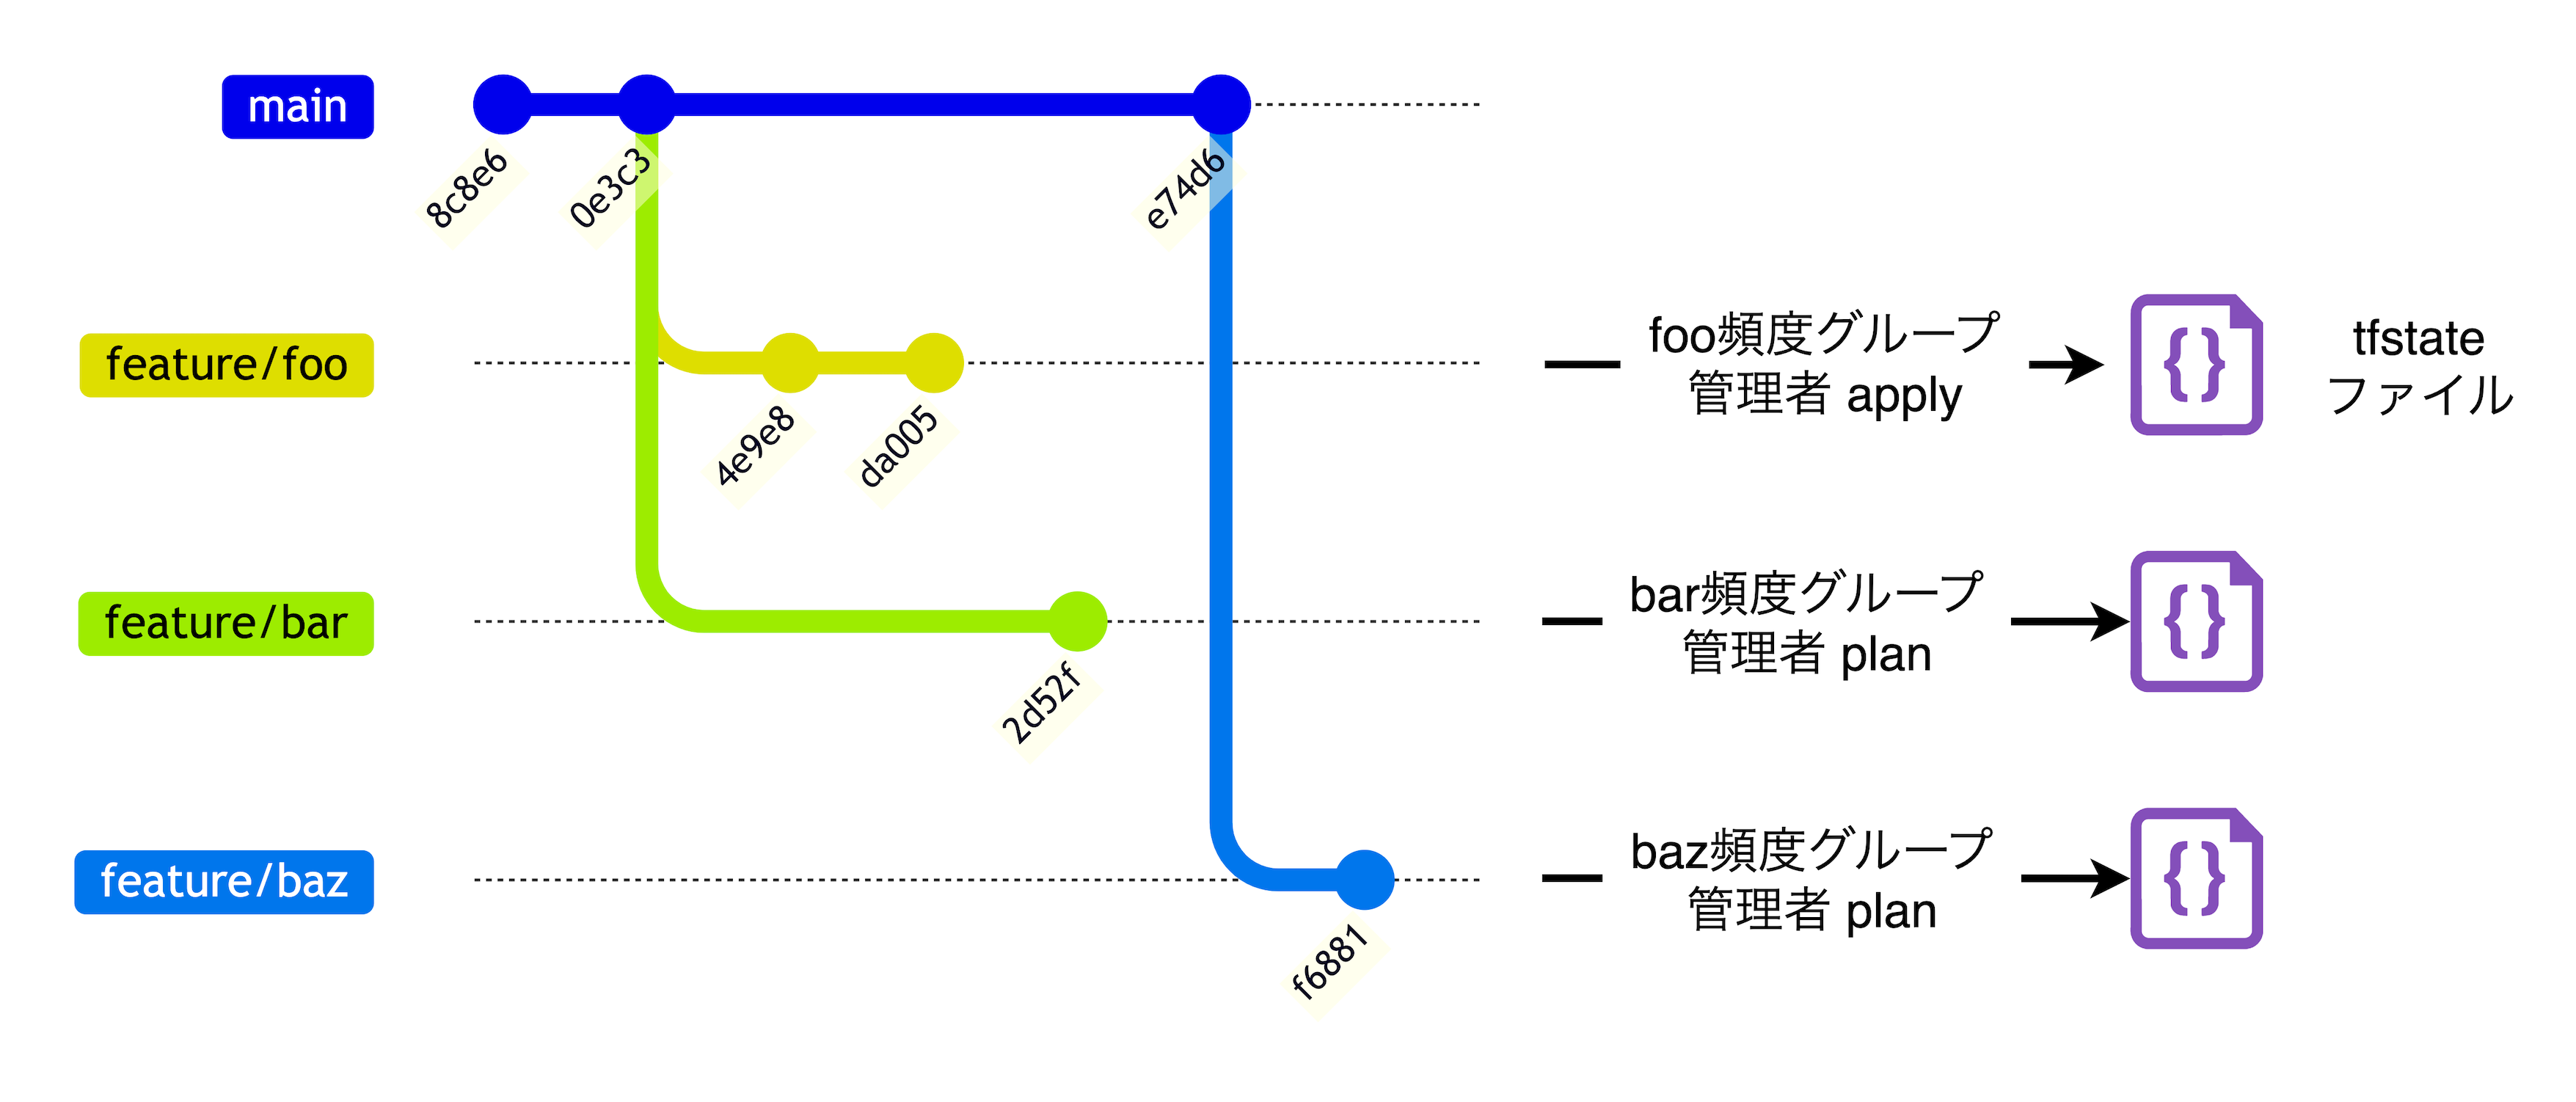 main
8c8e6
0e3c3
e74d6
feature/foo
4e9e8
da005
foo頻度グループ
管理者 apply
tfstate
ファイル
feature/bar
2d52f
bar頻度グループ
管理者 plan
feature/baz
f6881
baz頻度グループ
管理者 plan